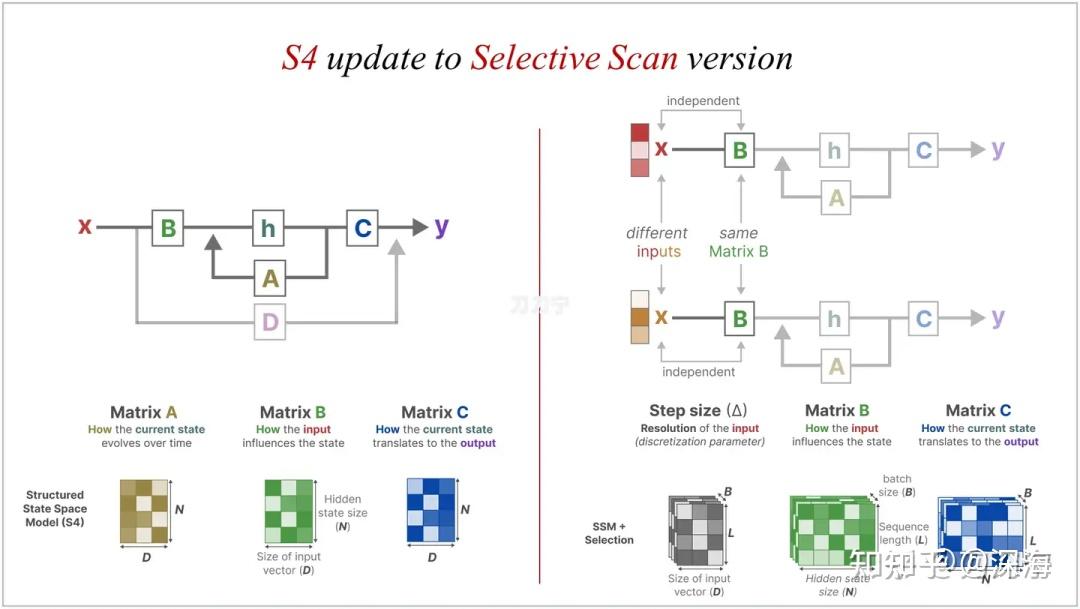 S4 update to Selective Scan version
x
B
h
C
y
A
D
Matrix A
How the current state
evolves over time
Matrix B
How the input
influences the state
Matrix C
How the current state
translates to the output
Structured
State Space
Model (S4)
N
D
Hidden
state size
(N)
Size of input
vector (D)
N
D
independent
x
B
h
C
y
A
different
inputs
same
Matrix B
刀刀宁
x
B
h
C
y
A
independent
Step size (Δ)
Resolution of the input
(discretization parameter)
Matrix B
How the input
influences the state
Matrix C
How the current state
translates to the output
SSM +
Selection
B
L
Size of input
vector (D)
batch
size (B)
Sequence
length (L)
Hidden state
size (N)
B
L
N
知乎 @深海